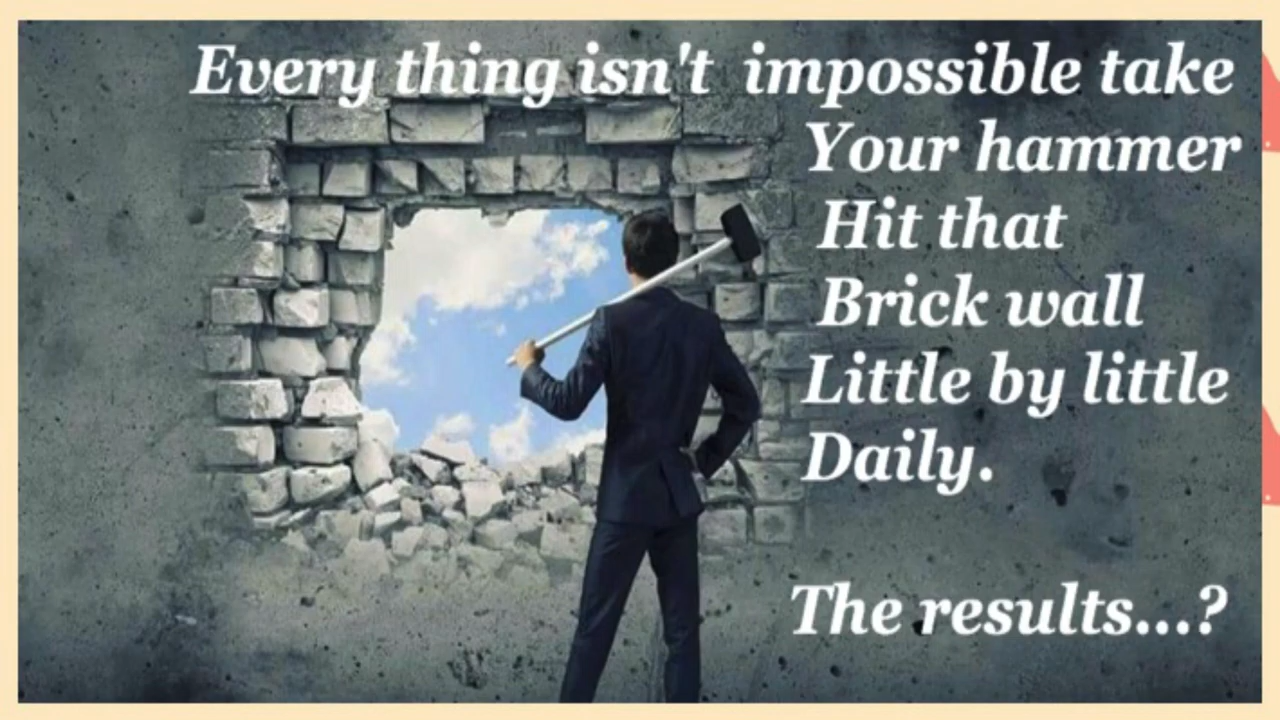 Every thing isn't impossible take
Your hammer
Hit that
Brick wall
Little by little
Daily.
The results...?